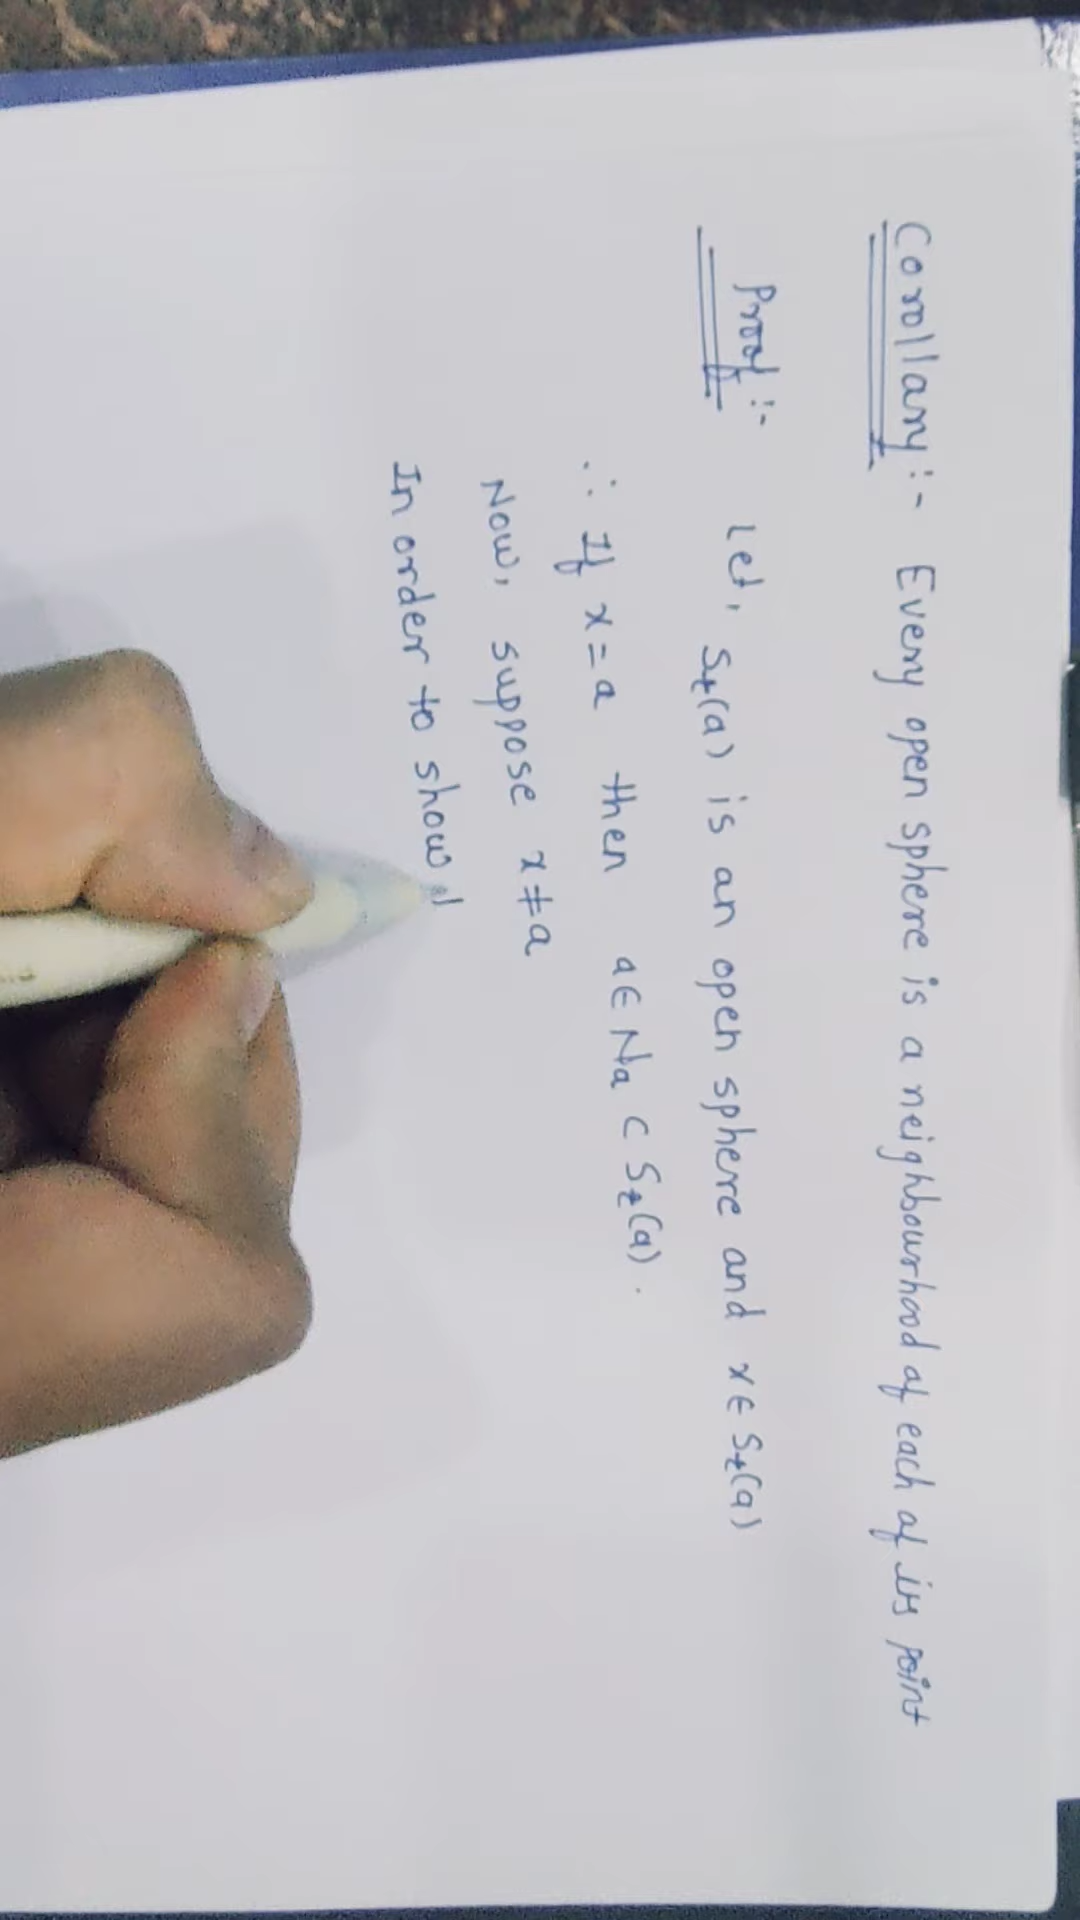 Corollary :- Every open sphere is a neighbourhood of each of its point
Proof :- Let, Sr(a) is an open sphere and x ∈ Sr(a)
∴ If x = a then a ∈ Na ⊂ Sr(a).
Now, suppose x ≠ a
In order to show